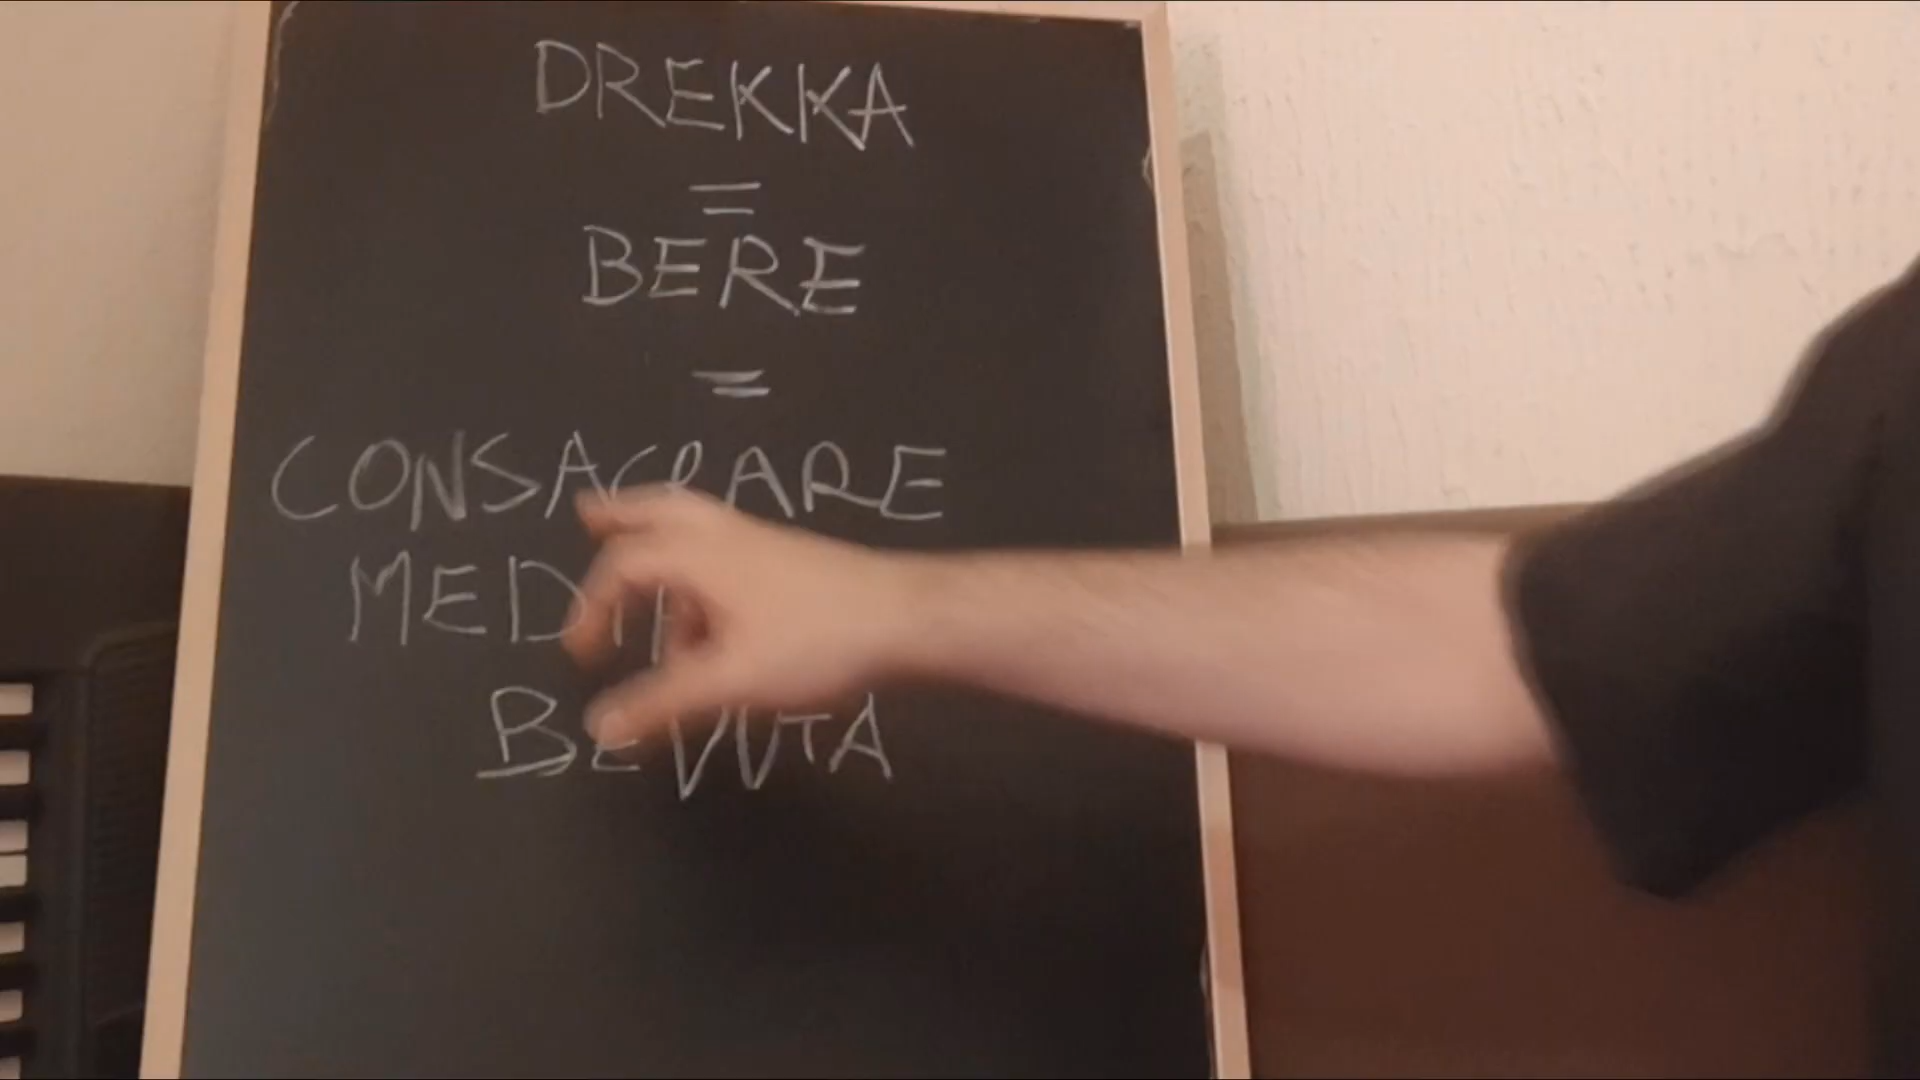 DREKKA
=
BERE
=
CONSACRARE
BEVUTA